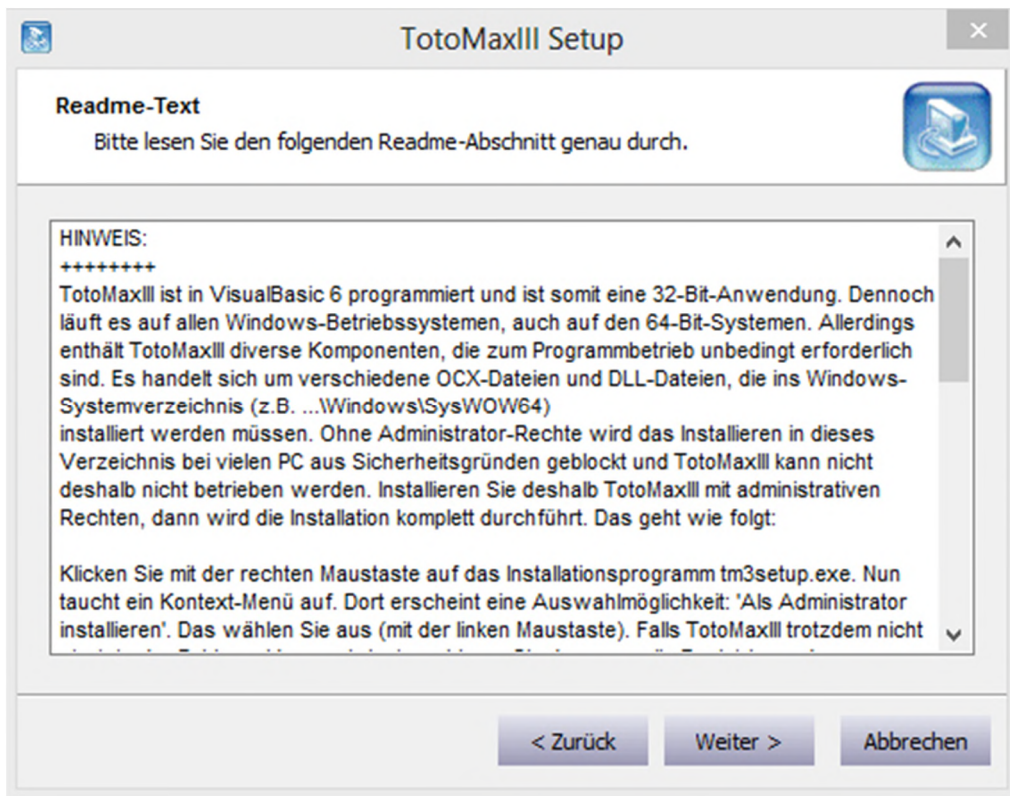 TotoMaxIII Setup
Readme-Text
Bitte lesen Sie den folgenden Readme-Abschnitt genau durch.
HINWEIS:
++++++++
TotoMaxIII ist in VisualBasic 6 programmiert und ist somit eine 32-Bit-Anwendung. Dennoch
läuft es auf allen Windows-Betriebssystemen, auch auf den 64-Bit-Systemen. Allerdings
enthält TotoMaxIII diverse Komponenten, die zum Programmbetrieb unbedingt erforderlich
sind. Es handelt sich um verschiedene OCX-Dateien und DLL-Dateien, die ins Windows-
Systemverzeichnis (z.B. ...\Windows\SysWOW64)
installiert werden müssen. Ohne Administrator-Rechte wird das Installieren in dieses
Verzeichnis bei vielen PC aus Sicherheitsgründen geblockt und TotoMaxIII kann nicht
deshalb nicht betrieben werden. Installieren Sie deshalb TotoMaxIII mit administrativen
Rechten, dann wird die Installation komplett durchführt. Das geht wie folgt:
Klicken Sie mit der rechten Maustaste auf das Installationsprogramm tm3setup.exe. Nun
taucht ein Kontext-Menü auf. Dort erscheint eine Auswahlmöglichkeit: 'Als Administrator
installieren'. Das wählen Sie aus (mit der linken Maustaste). Falls TotoMaxIII trotzdem nicht
< Zurück
Weiter >
Abbrechen